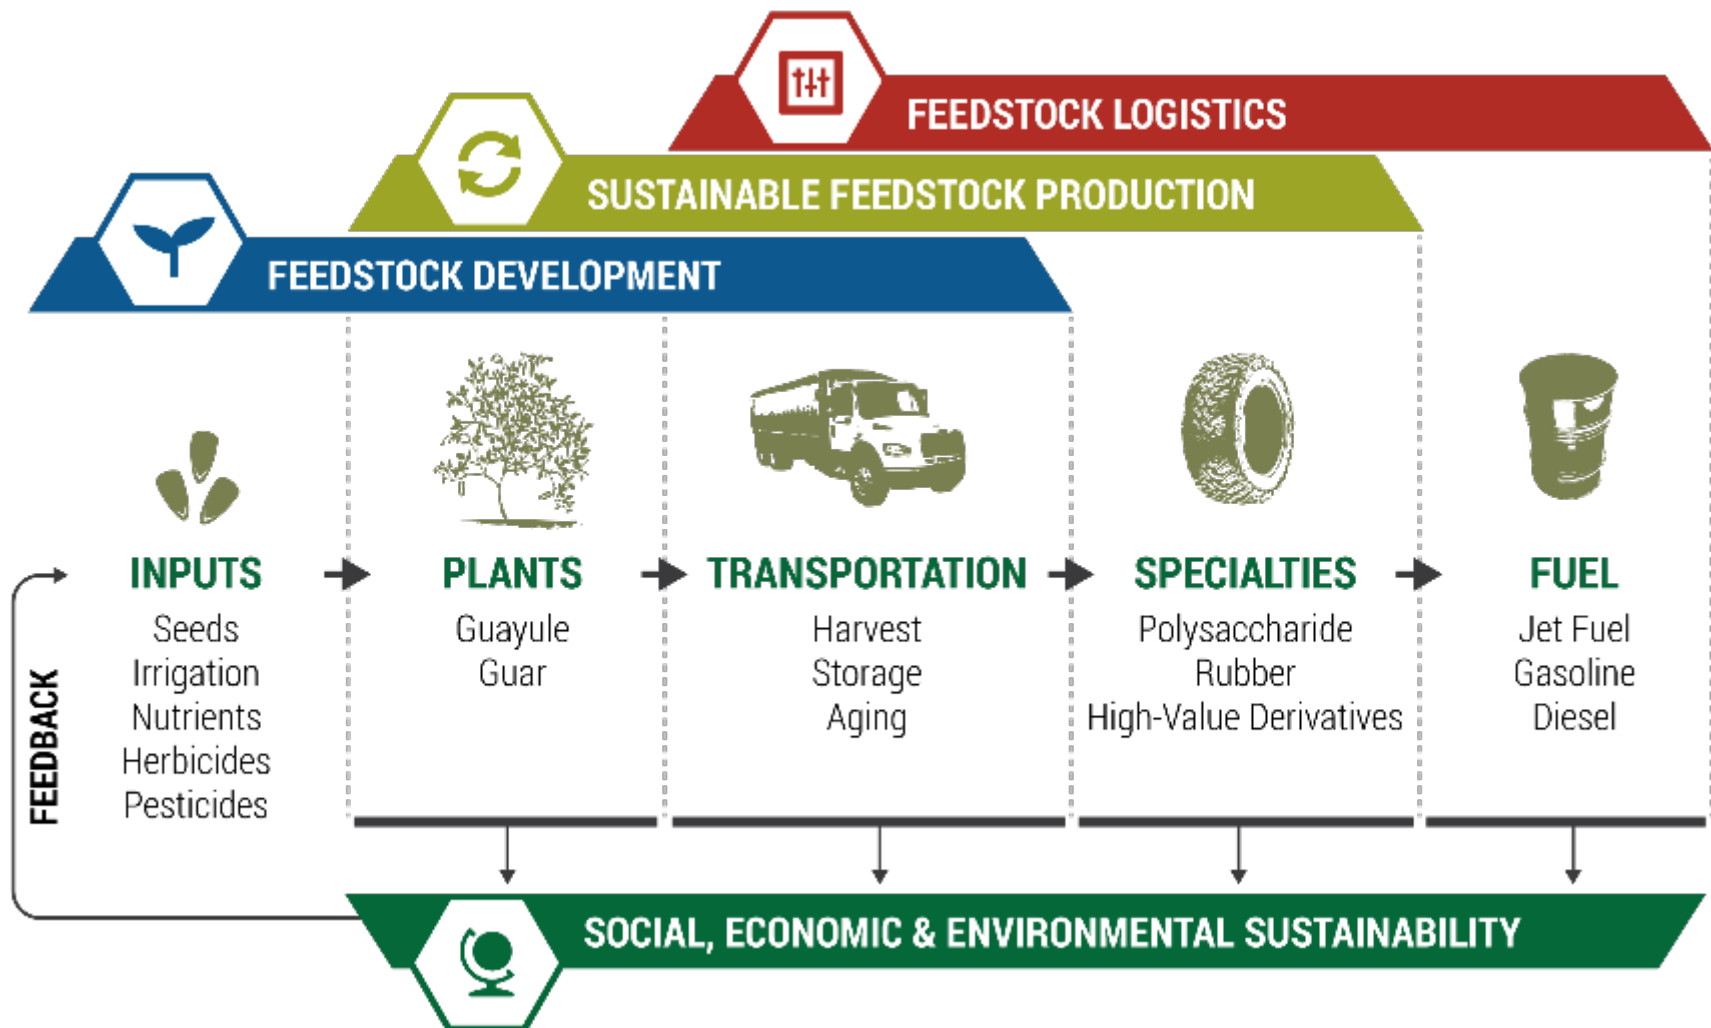 FEEDSTOCK LOGISTICS
SUSTAINABLE FEEDSTOCK PRODUCTION
FEEDSTOCK DEVELOPMENT
INPUTS
Seeds
Irrigation
Nutrients
Herbicides
Pesticides
PLANTS
Guayule
Guar
TRANSPORTATION
Harvest
Storage
Aging
SPECIALTIES
Polysaccharide
Rubber
High-Value Derivatives
FUEL
Jet Fuel
Gasoline
Diesel
FEEDBACK
SOCIAL, ECONOMIC & ENVIRONMENTAL SUSTAINABILITY